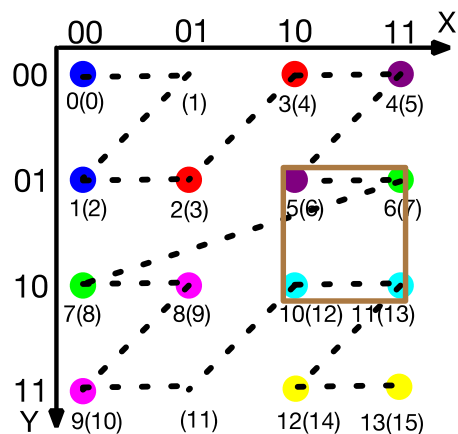 X
00 01 10 11
00
0(0) (1) 3(4) 4(5)
01
1(2) 2(3) 5(6) 6(7)
10
7(8) 8(9) 10(12) 11(13)
11
Y
9(10) (11) 12(14) 13(15)